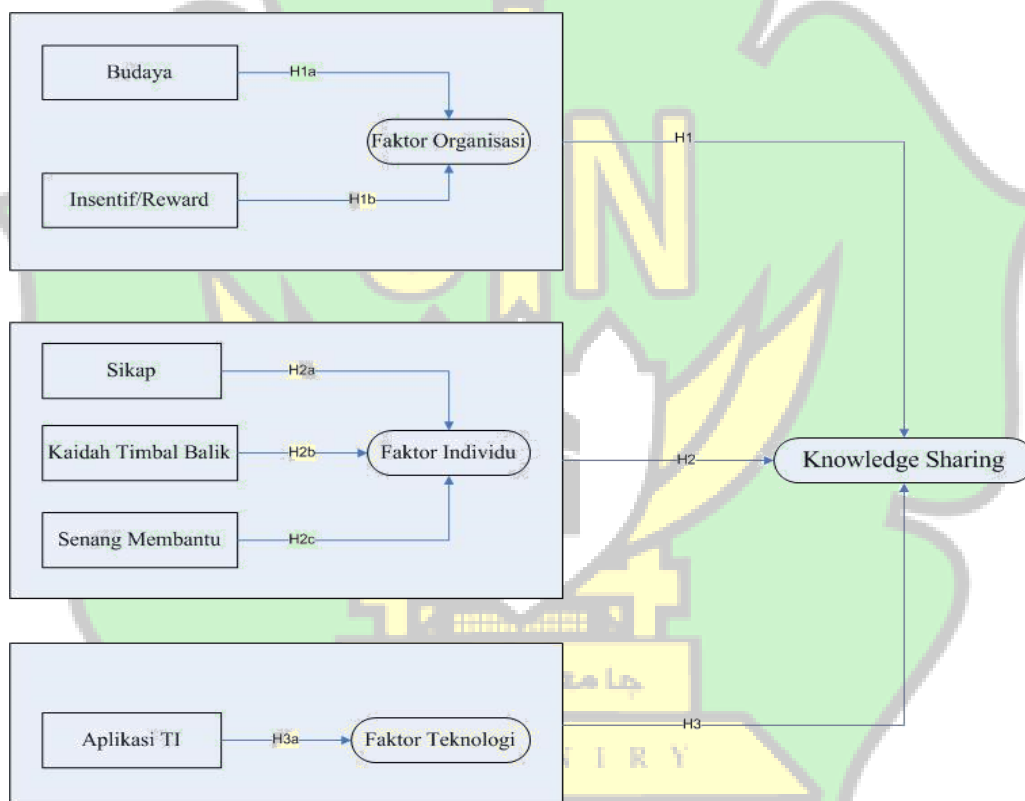 Budaya
H1a
Faktor Organisasi
H1
Insentif/Reward
H1b
Sikap
H2a
Kaidah Timbal Balik
H2b
Faktor Individu
H2
Knowledge Sharing
Senang Membantu
H2c
Aplikasi TI
H3a
Faktor Teknologi
H3